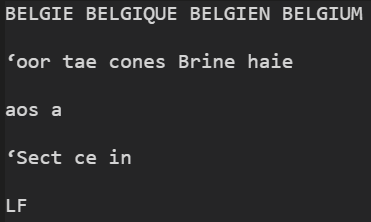 BELGIE BELGIQUE BELGIEN BELGIUM
‘oor tae cones Brine haie
aos a
‘Sect ce in
LF